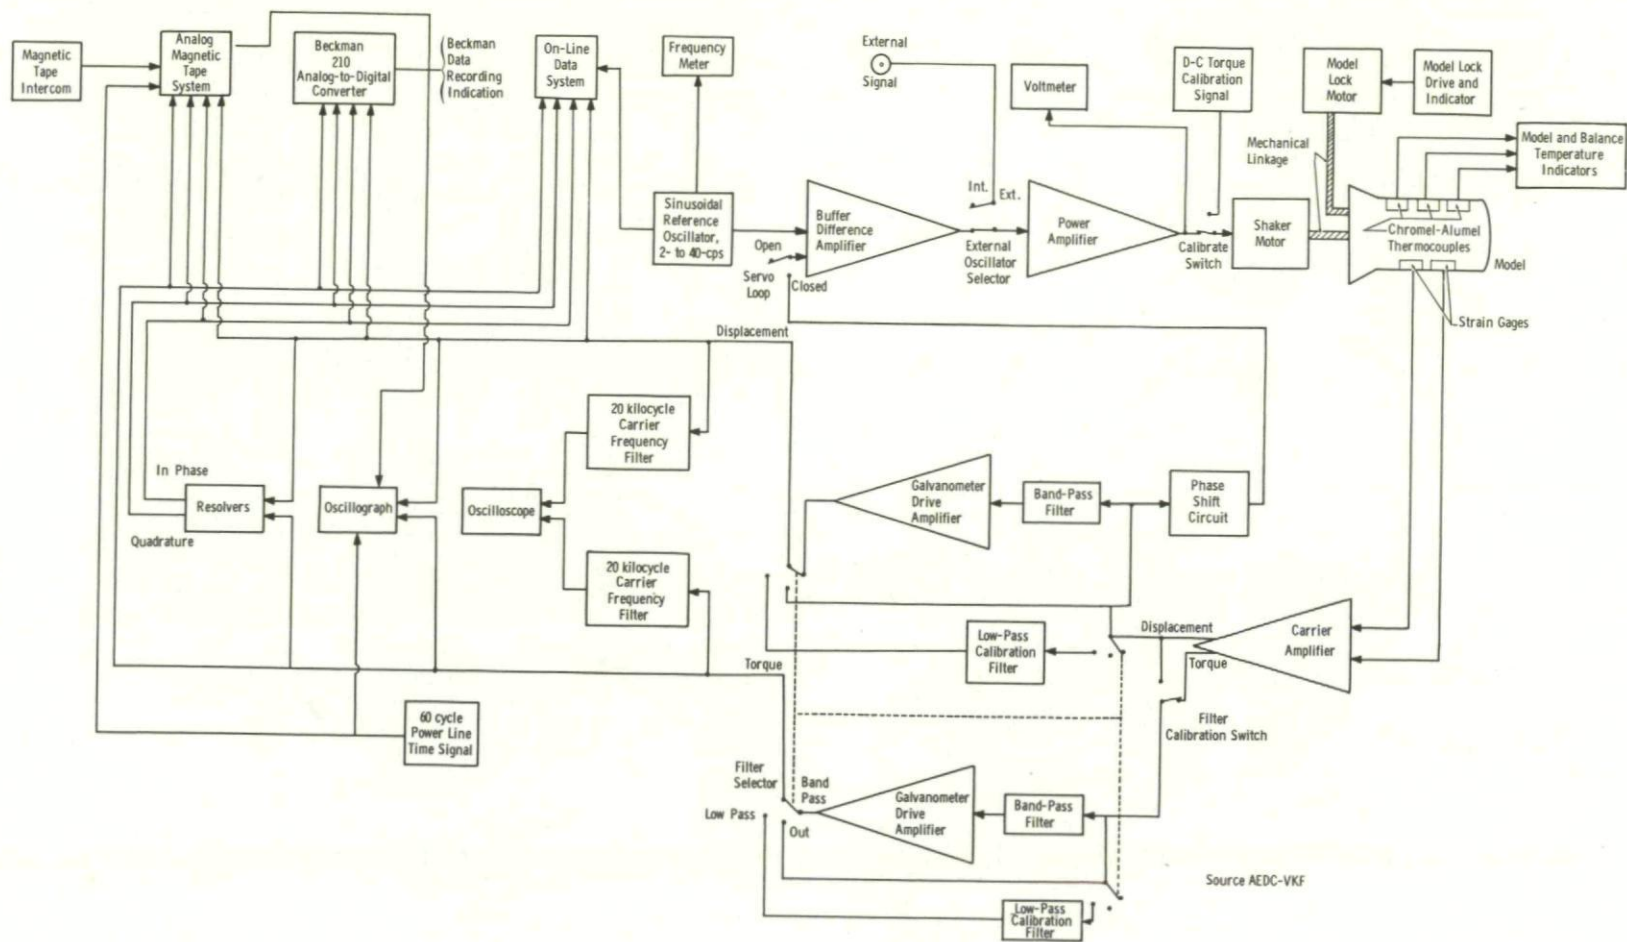 Magnetic
Tape
Intercom
Analog
Magnetic
Tape
System
Beckman
210
Analog-to-Digital
Converter
Beckman
Data
Recording
Indication
On-Line
Data
System
Frequency
Meter
External
Signal
Voltmeter
D-C Torque
Calibration
Signal
Model
Lock
Motor
Model Lock
Drive and
Indicator
Mechanical
Linkage
Model and Balance
Temperature
Indicators
Sinusoidal
Reference
Oscillator,
2- to 40-cps
Open
Servo
Loop
Closed
Buffer
Difference
Amplifier
Int.
Ext.
External
Oscillator
Selector
Power
Amplifier
Calibrate
Switch
Shaker
Motor
Chromel-Alumel
Thermocouples
Model
Strain Gages
Displacement
20 kilocycle
Carrier
Frequency
Filter
In Phase
Resolvers
Quadrature
Oscillograph
Oscilloscope
Galvanometer
Drive
Amplifier
Band-Pass
Filter
Phase
Shift
Circuit
20 kilocycle
Carrier
Frequency
Filter
Low-Pass
Calibration
Filter
Displacement
Torque
Carrier
Amplifier
Torque
60 cycle
Power Line
Time Signal
Filter
Calibration Switch
Filter
Selector
Band
Pass
Low Pass
Out
Galvanometer
Drive
Amplifier
Band-Pass
Filter
Low-Pass
Calibration
Filter
Source AEDC-VKF